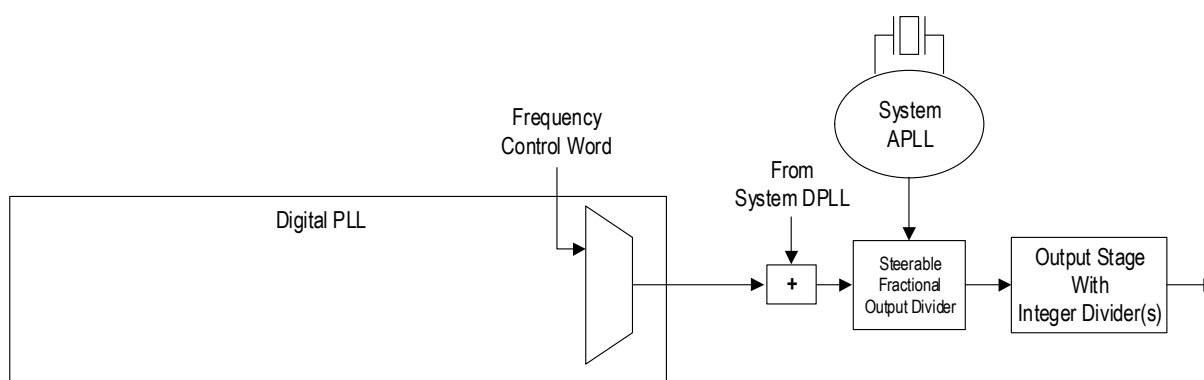 System
APLL
Frequency
Control Word
From
System DPLL
Digital PLL
+
Steerable
Fractional
Output Divider
Output Stage
With
Integer Divider(s)